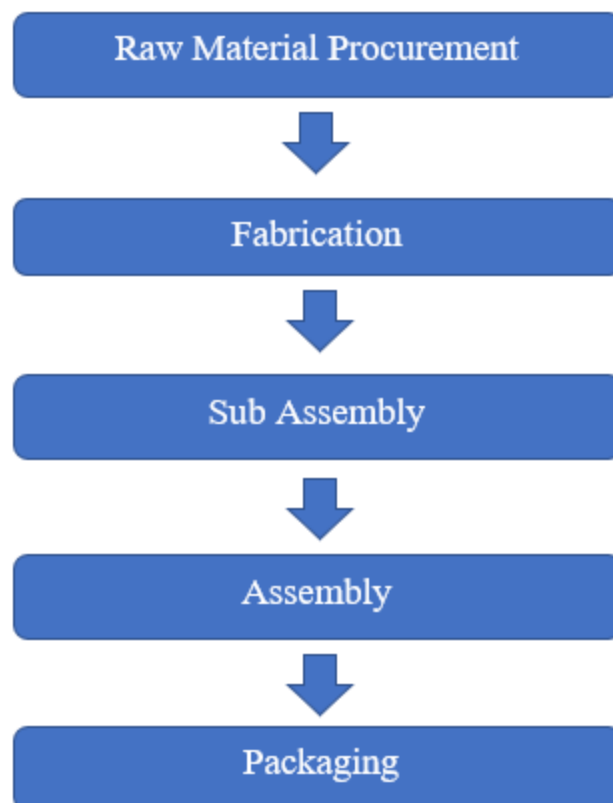 Raw Material Procurement
Fabrication
Sub Assembly
Assembly
Packaging